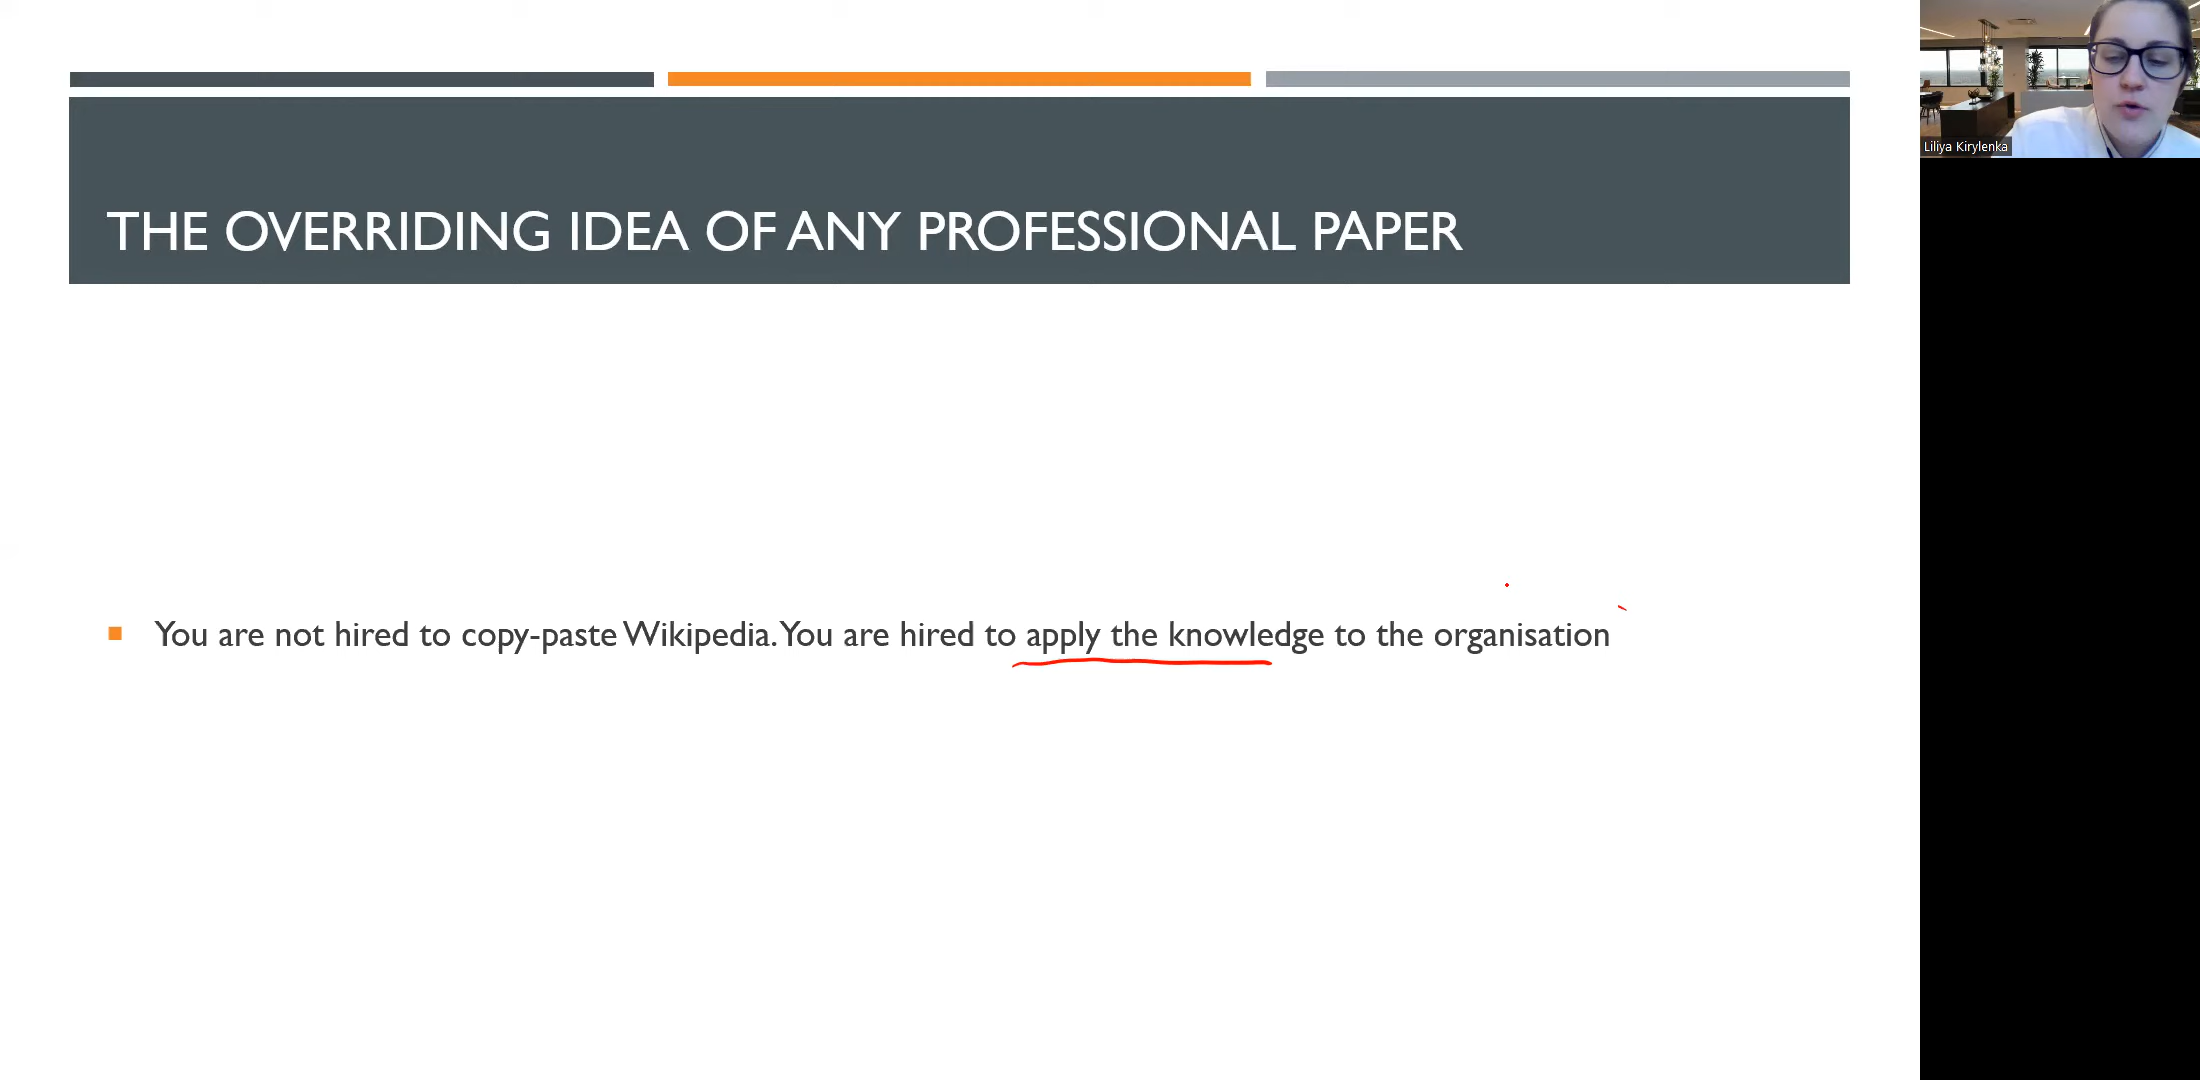 THE OVERRIDING IDEA OF ANY PROFESSIONAL PAPER
Liliya Kirylenka
You are not hired to copy-paste Wikipedia. You are hired to apply the knowledge to the organisation